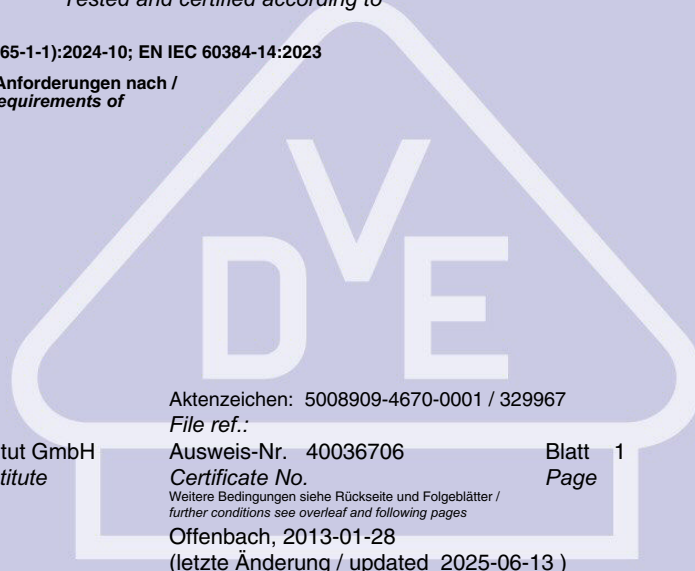 Tested and certified according to
65-1-1):2024-10; EN IEC 60384-14:2023
Anforderungen nach /
equirements of
VDE
Aktenzeichen: 5008909-4670-0001 / 329967
File ref.:
tut GmbH Ausweis-Nr. 40036706 Blatt 1
titute Certificate No. Page
Weitere Bedingungen siehe Rückseite und Folgeblätter /
further conditions see overleaf and following pages
Offenbach, 2013-01-28
(letzte Änderung / updated 2025-06-13 )